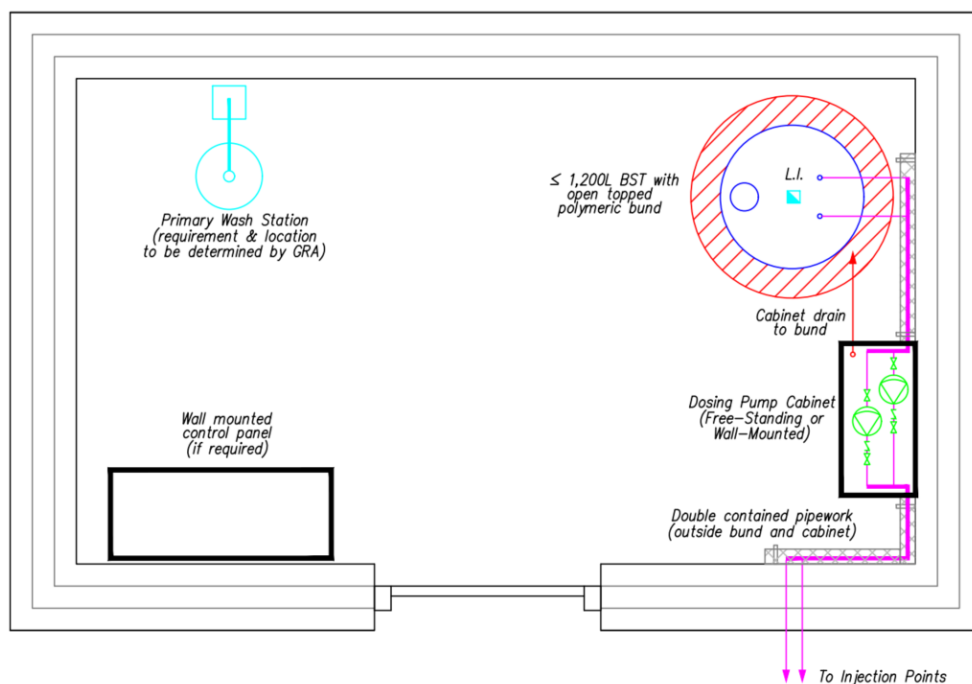 L.I.
≤ 1,200L BST with
open topped
polymeric bund
Primary Wash Station
(requirement & location
to be determined by GRA)
Cabinet drain
to bund
Dosing Pump Cabinet
(Free-Standing or
Wall-Mounted)
Wall mounted
control panel
(if required)
Double contained pipework
(outside bund and cabinet)
To Injection Points